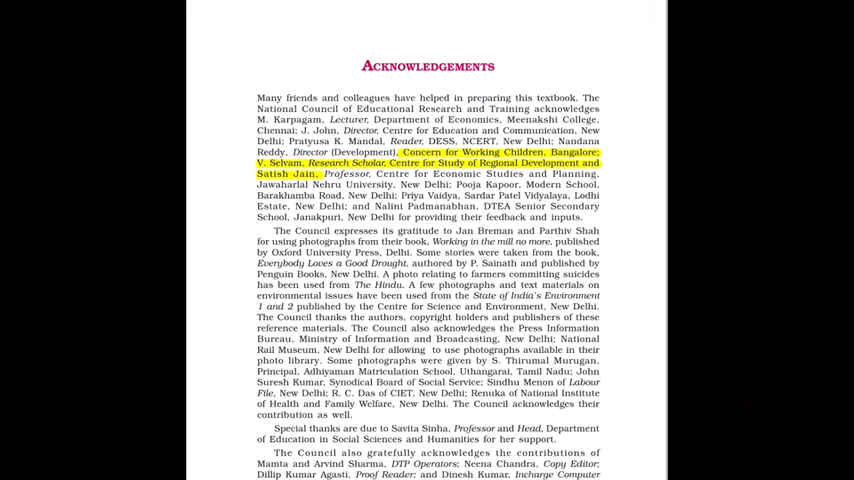 ACKNOWLEDGEMENTS
Many friends and colleagues have helped in preparing this textbook. The
National Council of Educational Research and Training acknowledges
M. Karpagam, Lecturer, Department of Economics, Meenakshi College,
Chennai; J. John, Director, Centre for Education and Communication, New
Delhi; Pratyusa K. Mandal, Reader, DESS, NCERT, New Delhi; Nandana
Reddy, Director (Development), Concern for Working Children, Bangalore;
V. Selvam, Research Scholar, Centre for Study of Regional Development and
Satish Jain, Professor, Centre for Economic Studies and Planning,
Jawaharlal Nehru University, New Delhi; Pooja Kapoor, Modern School,
Barakhamba Road, New Delhi; Priya Vaidya, Sardar Patel Vidyalaya, Lodhi
Estate, New Delhi; and Nalini Padmanabhan, DTEA Senior Secondary
School, Janakpuri, New Delhi for providing their feedback and inputs.
The Council expresses its gratitude to Jan Breman and Parthiv Shah
for using photographs from their book, Working in the mill no more, published
by Oxford University Press, Delhi. Some stories were taken from the book,
Everybody Loves a Good Drought, authored by P. Sainath and published by
Penguin Books, New Delhi. A photo relating to farmers committing suicides
has been used from The Hindu. A few photographs and text materials on
environmental issues have been used from the State of India's Environment
1 and 2 published by the Centre for Science and Environment, New Delhi.
The Council thanks the authors, copyright holders and publishers of these
reference materials. The Council also acknowledges the Press Information
Bureau, Ministry of Information and Broadcasting, New Delhi; National
Rail Museum, New Delhi for allowing to use photographs available in their
photo library. Some photographs were given by S. Thirumal Murugan,
Principal, Adhiyaman Matriculation School, Uthangarai, Tamil Nadu; John
Suresh Kumar, Synodical Board of Social Service; Sindhu Menon of Labour
File, New Delhi; R. C. Das of CIET, New Delhi; Renuka of National Institute
of Health and Family Welfare, New Delhi. The Council acknowledges their
contribution as well.
Special thanks are due to Savita Sinha, Professor and Head, Department
of Education in Social Sciences and Humanities for her support.
The Council also gratefully acknowledges the contributions of
Mamta and Arvind Sharma, DTP Operators; Neena Chandra, Copy Editor;
Dillip Kumar Agasti, Proof Reader; and Dinesh Kumar, Incharge Computer